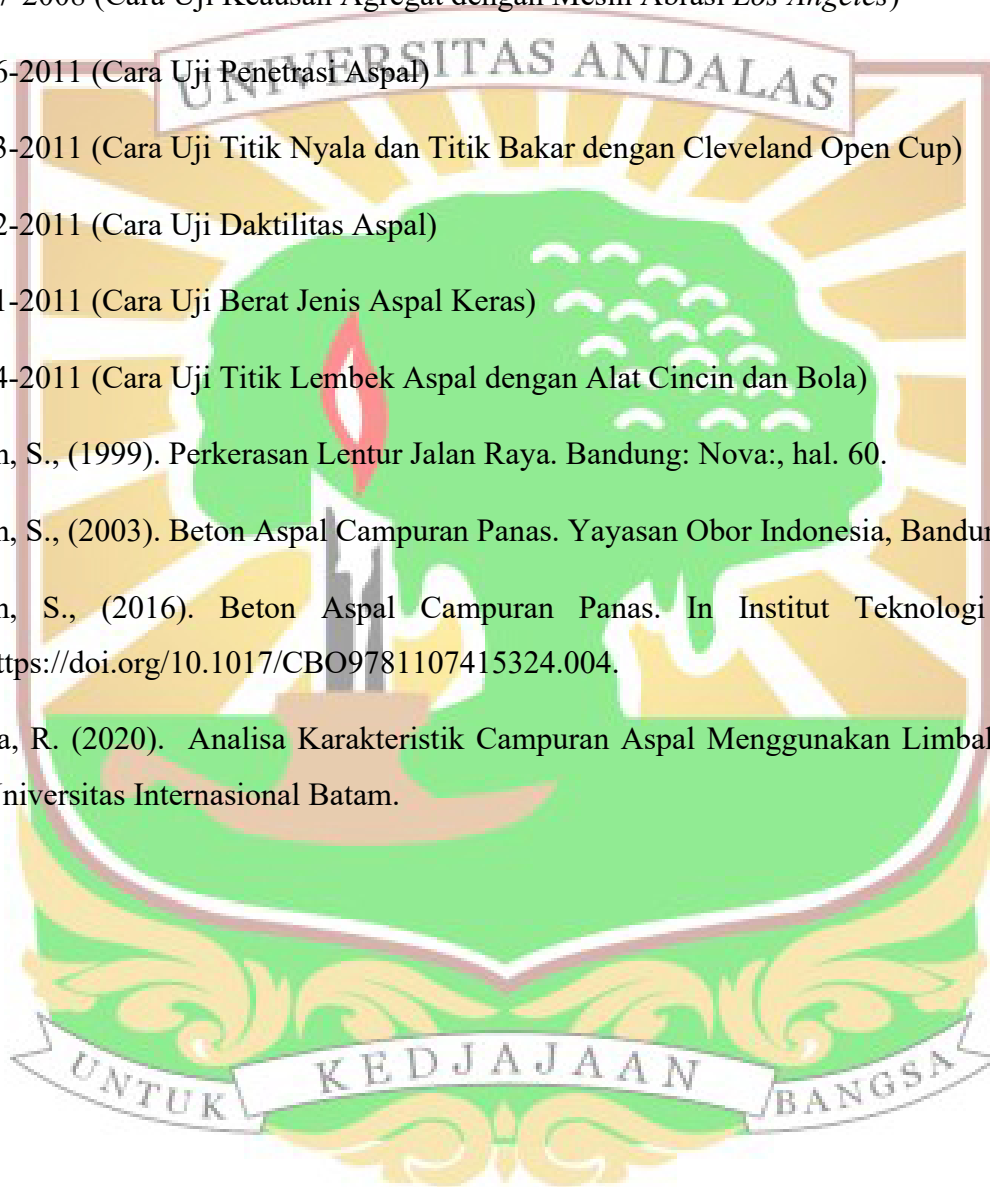 7-2008 (Cara Uji Keausan Agregat dengan Mesin Abrasi Los Angeles)
UNIVERSITAS ANDALAS
6-2011 (Cara Uji Penetrasi Aspal)
3-2011 (Cara Uji Titik Nyala dan Titik Bakar dengan Cleveland Open Cup)
2-2011 (Cara Uji Daktilitas Aspal)
1-2011 (Cara Uji Berat Jenis Aspal Keras)
4-2011 (Cara Uji Titik Lembek Aspal dengan Alat Cincin dan Bola)
n, S., (1999). Perkerasan Lentur Jalan Raya. Bandung: Nova:, hal. 60.
n, S., (2003). Beton Aspal Campuran Panas. Yayasan Obor Indonesia, Bandun
n, S., (2016). Beton Aspal Campuran Panas. In Institut Teknologi
ttps://doi.org/10.1017/CBO9781107415324.004.
a, R. (2020). Analisa Karakteristik Campuran Aspal Menggunakan Limbah
Universitas Internasional Batam.
UNTUK KEDJAJAAN BANGSA